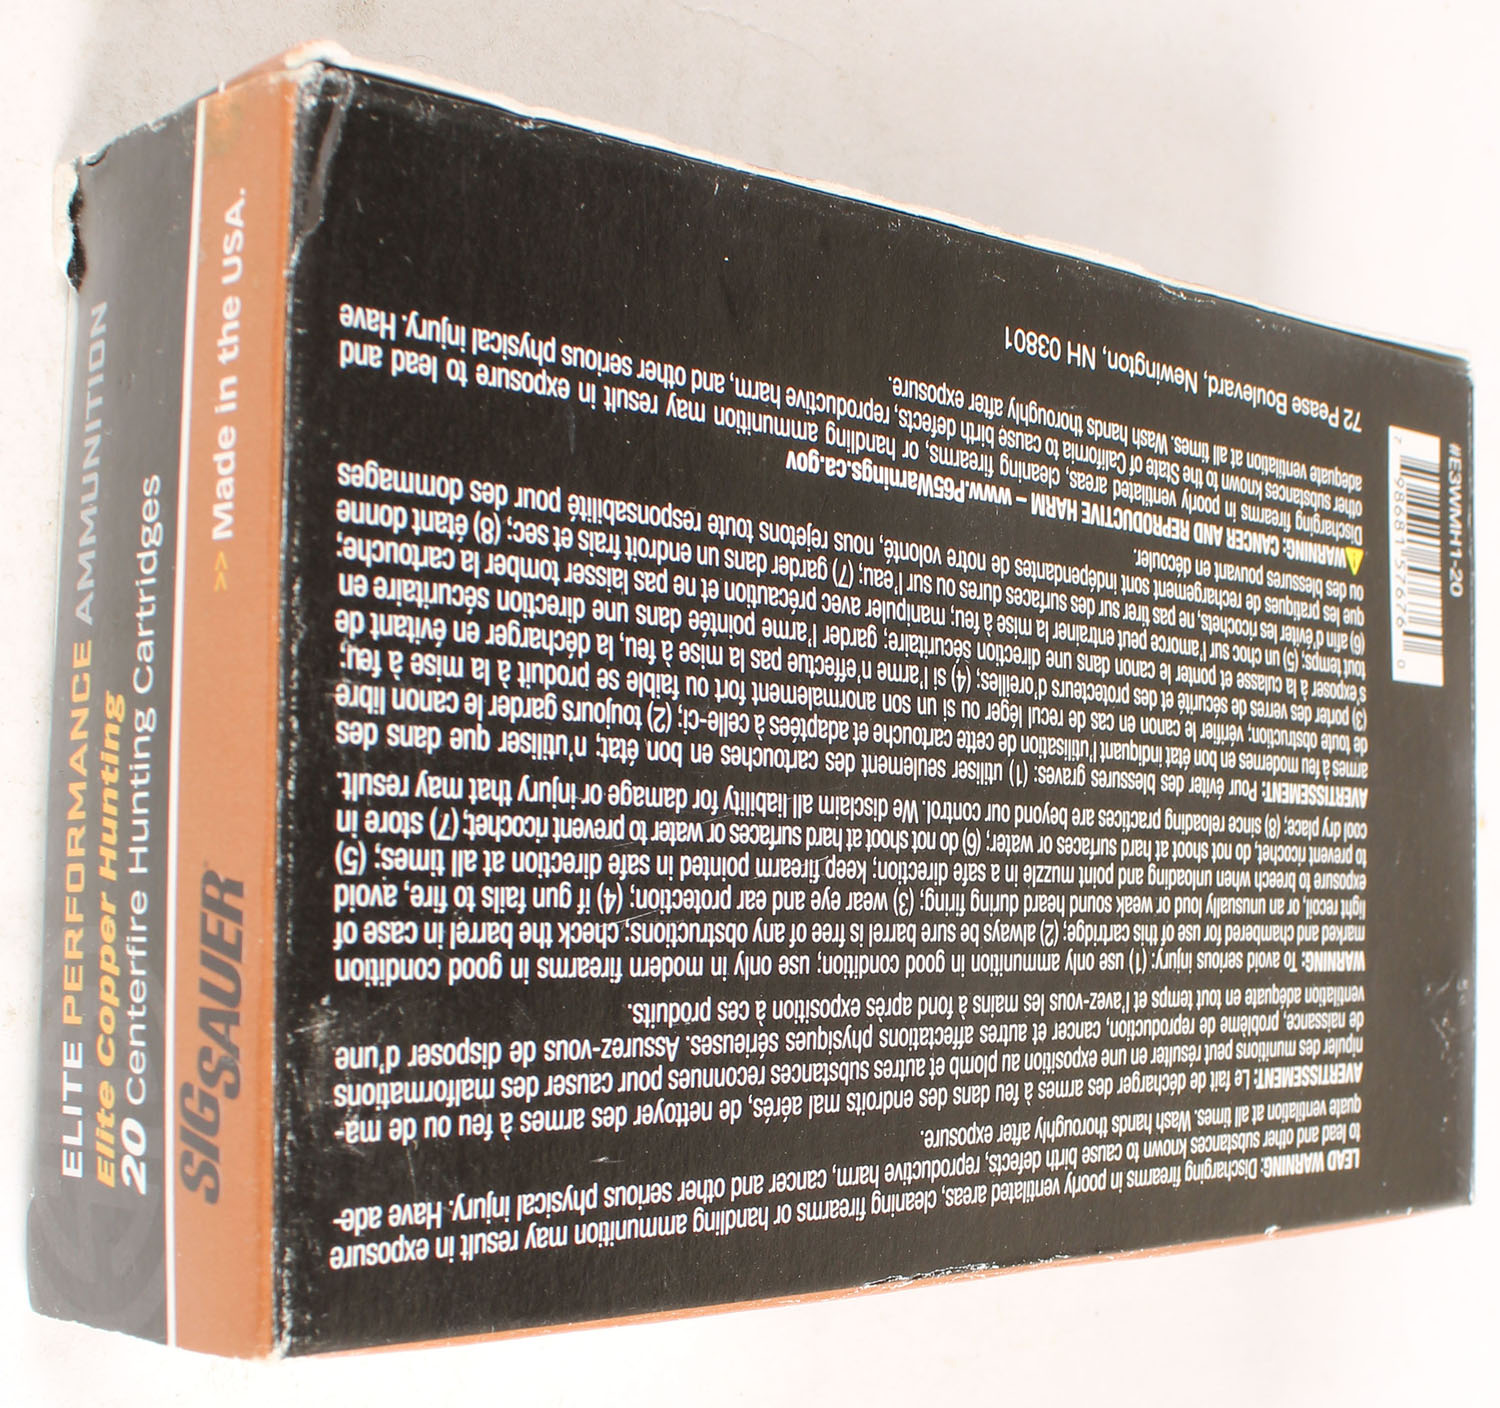 ELITE PERFORMANCE AMMUNITION
Elite Copper Hunting
20 Centerfire Hunting Cartridges
SIG SAUER
>> Made in the USA.
LEAD WARNING: Discharging firearms in poorly ventilated areas, cleaning firearms or handling ammunition may result in exposure
to lead and other substances known to cause birth defects, reproductive harm, cancer and other serious physical injury. Have ade-
quate ventilation at all times. Wash hands thoroughly after exposure.
AVERTISSEMENT: Le fait de décharger des armes à feu dans des endroits mal aérés, de nettoyer des armes à feu ou de ma-
nipuler des munitions peut résulter en une exposition au plomb et autres substances reconnues pour causer des malformations
de naissance, problème de reproduction, cancer et autres affectations physiques sérieuses. Assurez-vous de disposer d'une
ventilation adéquate en tout temps et l'avez-vous les mains à fond après exposition à ces produits.
WARNING: To avoid serious injury: (1) use only ammunition in good condition; use only in modern firearms in good condition
marked and chambered for use of this cartridge; (2) always be sure barrel is free of any obstructions; check the barrel in case of
light recoil, or an unusually loud or weak sound heard during firing; (3) wear eye and ear protection; (4) if gun fails to fire, avoid
exposure to breech when unloading and point muzzle in a safe direction; keep firearm pointed in safe direction at all times; (5)
to prevent ricochet, do not shoot at hard surfaces or water; (6) do not shoot at hard surfaces or water to prevent ricochet; (7) store in
cool dry place; (8) since reloading practices are beyond our control. We disclaim all liability for damage or injury that may result.
AVERTISSEMENT: Pour éviter des blessures graves: (1) utiliser seulement des cartouches en bon état; n'utiliser que dans des
armes à feu modernes en bon état indiquant l'utilisation de cette cartouche et adaptées à celle-ci; (2) toujours garder le canon libre
de toute obstruction; vérifier le canon en cas de recul léger ou si un son anormalement fort ou faible se produit à la mise à feu;
(3) porter des verres de sécurité et des protecteurs d'oreilles; (4) si l'arme n'effectue pas la mise à feu, la décharger en évitant de
s'exposer à la culasse et porter le canon dans une direction sécuritaire; garder l'arme pointée dans une direction sécuritaire en
tout temps; (5) un choc sur l'amorce peut entrainer la mise à feu; manipuler avec précaution et ne pas laisser tomber la cartouche;
(6) afin d'éviter les ricochets, ne pas tirer sur des surfaces dures ou sur l'eau; (7) garder dans un endroit frais et sec; (8) étant donne
que les pratiques de rechargement sont indépendantes de notre volonté, nous rejetons toute responsabilité pour des dommages
ou des blessures pouvant en découler.
WARNING: CANCER AND REPRODUCTIVE HARM – www.P65Warnings.ca.gov
Discharging firearms in poorly ventilated areas, cleaning firearms, or handling ammunition may result in exposure to lead and
other substances known to the State of California to cause birth defects, reproductive harm, and other serious physical injury. Have
adequate ventilation at all times. Wash hands thoroughly after exposure.
72 Pease Boulevard, Newington, NH 03801
#E3WMH1-20
7 98681 57676 0